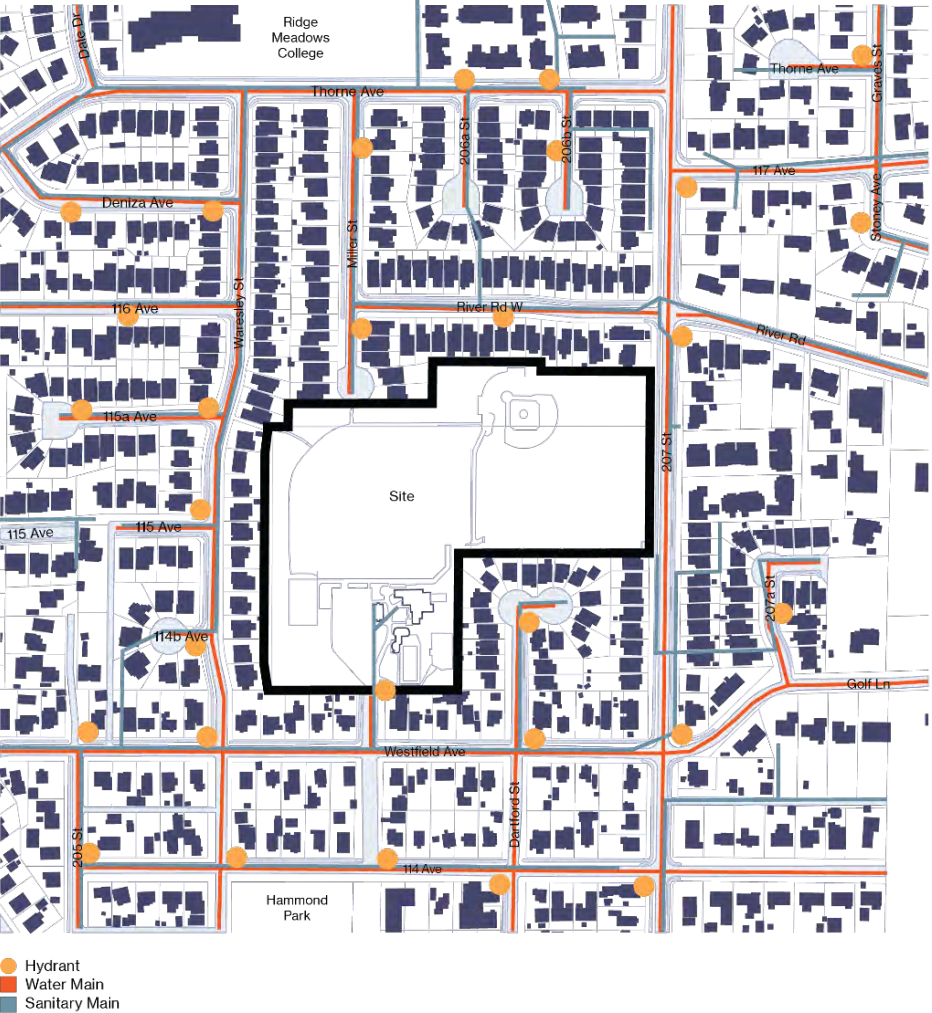 Dale Dr
Ridge
Meadows
College
Thorne Ave
Graves St
Thorne Ave
206a St
206b St
117 Ave
Deniza Ave
Stoney Ave
Miller St
Waresley St
116 Ave
River Rd W
River Rd
115a Ave
207 St
Site
115 Ave
115 Ave
207a St
114b Ave
Golf Ln
Westfield Ave
Dartford St
205 St
114 Ave
Hammond
Park
Hydrant
Water Main
Sanitary Main